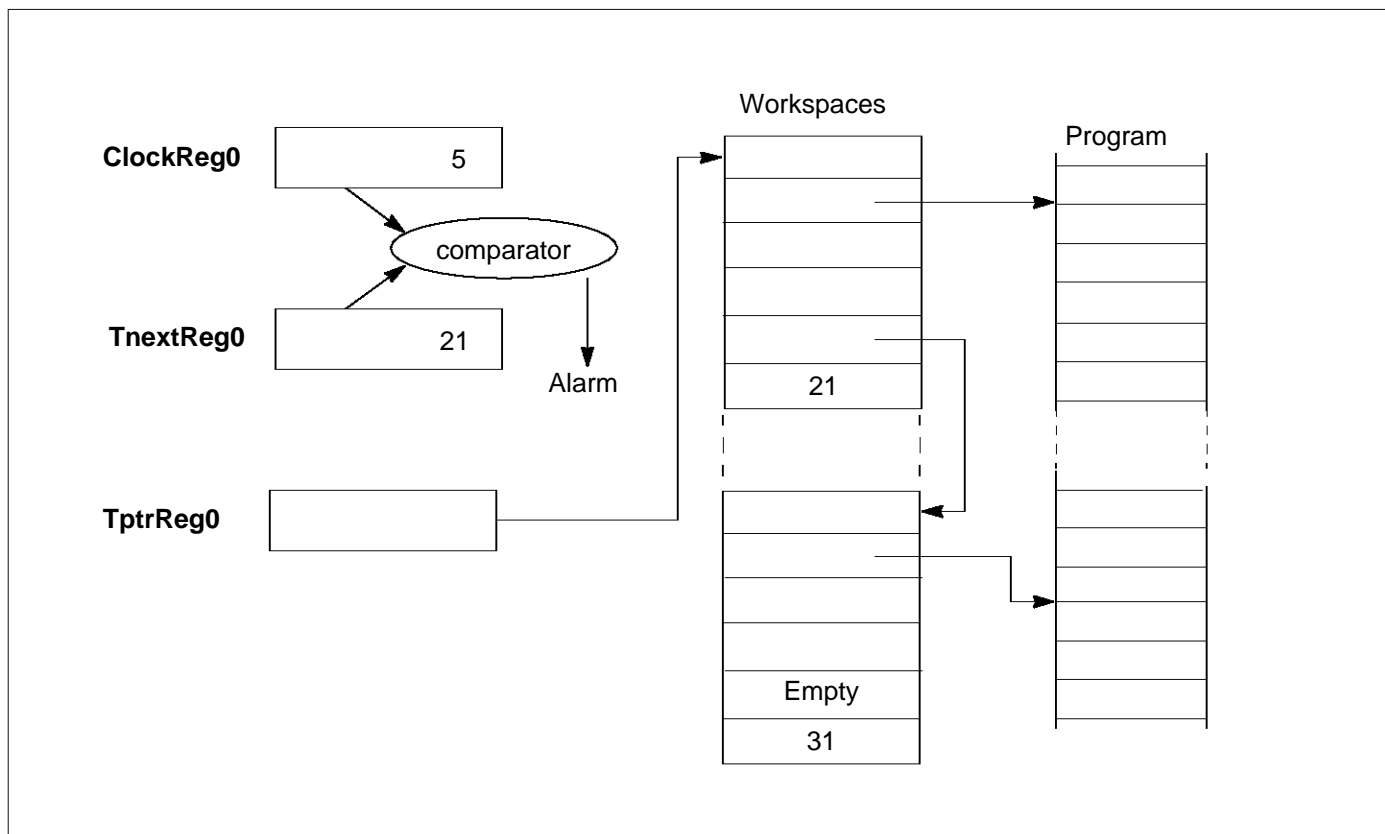 Workspaces
Program
ClockReg0
5
comparator
TnextReg0
21
Alarm
21
TptrReg0
Empty
31